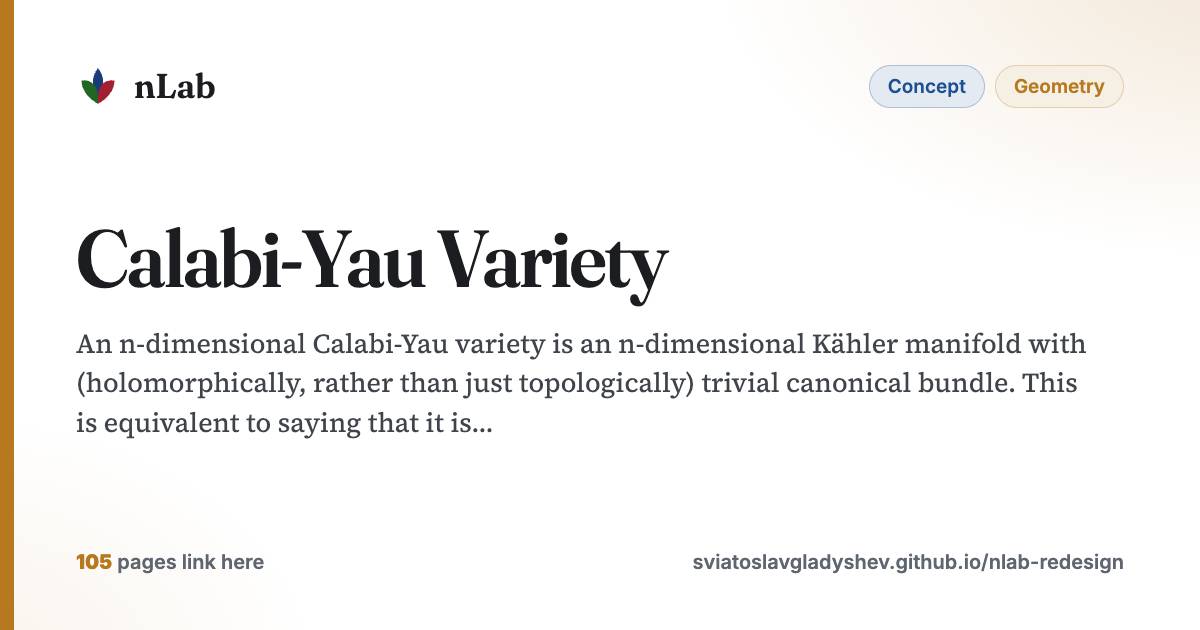 nLab
Concept
Geometry
Calabi-Yau Variety
An n-dimensional Calabi-Yau variety is an n-dimensional Kähler manifold with
(holomorphically, rather than just topologically) trivial canonical bundle. This
is equivalent to saying that it is...
105 pages link here
sviatoslavgladyshev.github.io/nlab-redesign